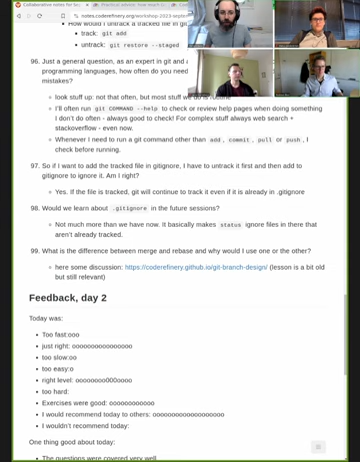 Collaborative notes for b
notes.coderefinery.org/workshop-2023-septe
How would I untrack a tracked file in git
track: git add
untrack: git restore --staged
96. Just a general question, as an expert in git and a
programming languages, how often do you need
mistakes?
look stuff up: not that often, but most stuff we do is routine
I'll often run git COMMAND --help to check or review help pages when doing something
I don't do often - always good to check! For complex stuff always web search +
stackoverflow - even now.
Whenever I need to run a git command other than add, commit, pull or push, I
check before running.
97. So if I want to add the tracked file in gitignore, I have to untrack it first and then add to
gitignore to ignore it. Am I right?
Yes. If the file is tracked, git will continue to track it even if it is already in .gitignore
98. Would we learn about .gitignore in the future sessions?
Not much more than we have now. It basically makes status ignore files in there that
aren't already tracked.
99. What is the difference between merge and rebase and why would I use one or the other?
here some discussion: https://coderefinery.github.io/git-branch-design/ (lesson is a bit old
but still relevant)
Feedback, day 2
Today was:
Too fast:ooo
just right: oooooooooooooooo
too slow:oo
too easy:o
right level: oooooooo000oooo
too hard:
Exercises were good: oooooooooooo
I would recommend today to others: ooooooooooooooooooo
I wouldn't recommend today:
One thing good about today:
The questions were covered very well